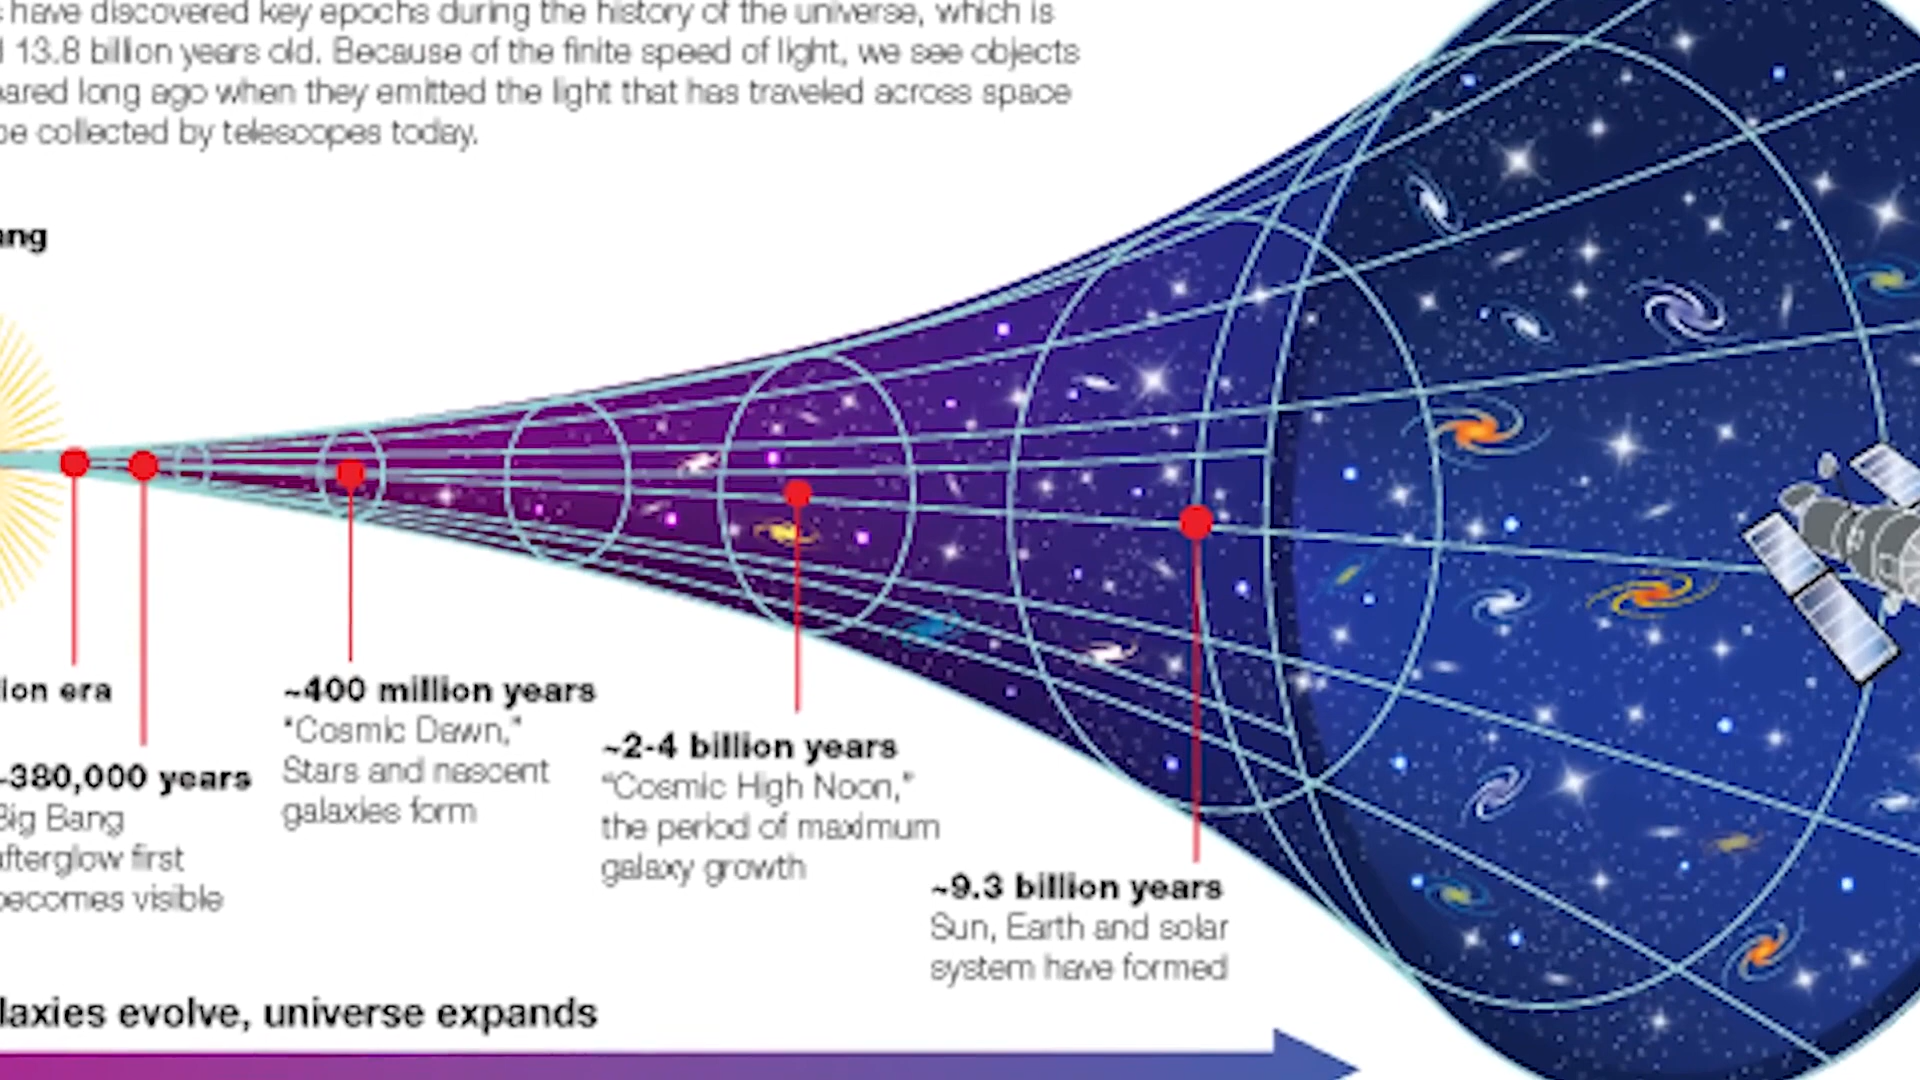 have discovered key epochs during the history of the universe, which is
13.8 billion years old. Because of the finite speed of light, we see objects
ared long ago when they emitted the light that has traveled across space
be collected by telescopes today.
ang
ion era
~380,000 years
Big Bang
afterglow first
becomes visible
~400 million years
"Cosmic Dawn,"
Stars and nascent
galaxies form
~2-4 billion years
"Cosmic High Noon,"
the period of maximum
galaxy growth
~9.3 billion years
Sun, Earth and solar
system have formed
laxies evolve, universe expands